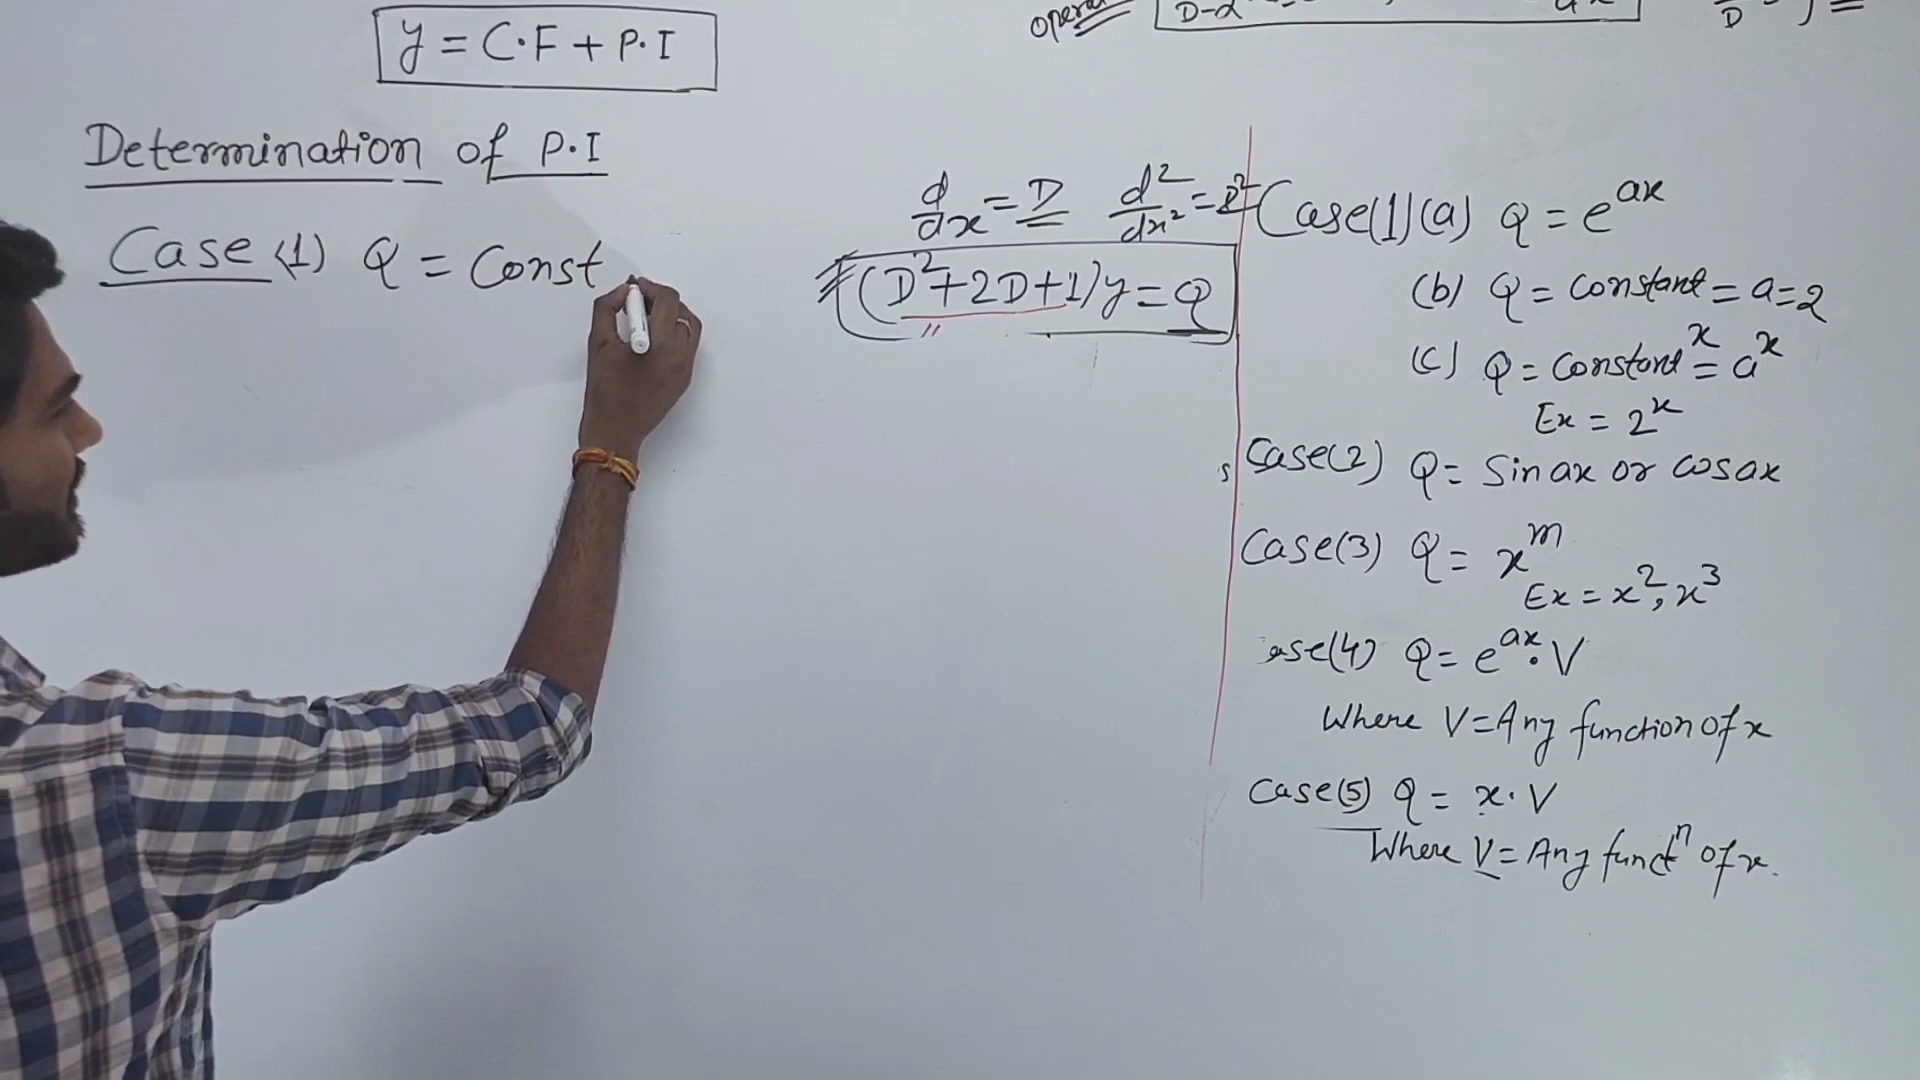 y = C.F + P.I
Determination of P.I
Case (1) Q = Const
d/dx = D d²/dx² = D²
(D²+2D+1)y = Q
Case(1)(a) Q = e^ax
(b) Q = Constant = a = 2
(c) Q = Constant^x = a^x
Ex = 2^x
Case(2) Q = Sin ax or cos ax
Case(3) Q = x^m
Ex = x², x³
ase(4) Q = e^ax . V
Where V = Any function of x
Case(5) Q = x . V
Where V = Any funct^n of x.